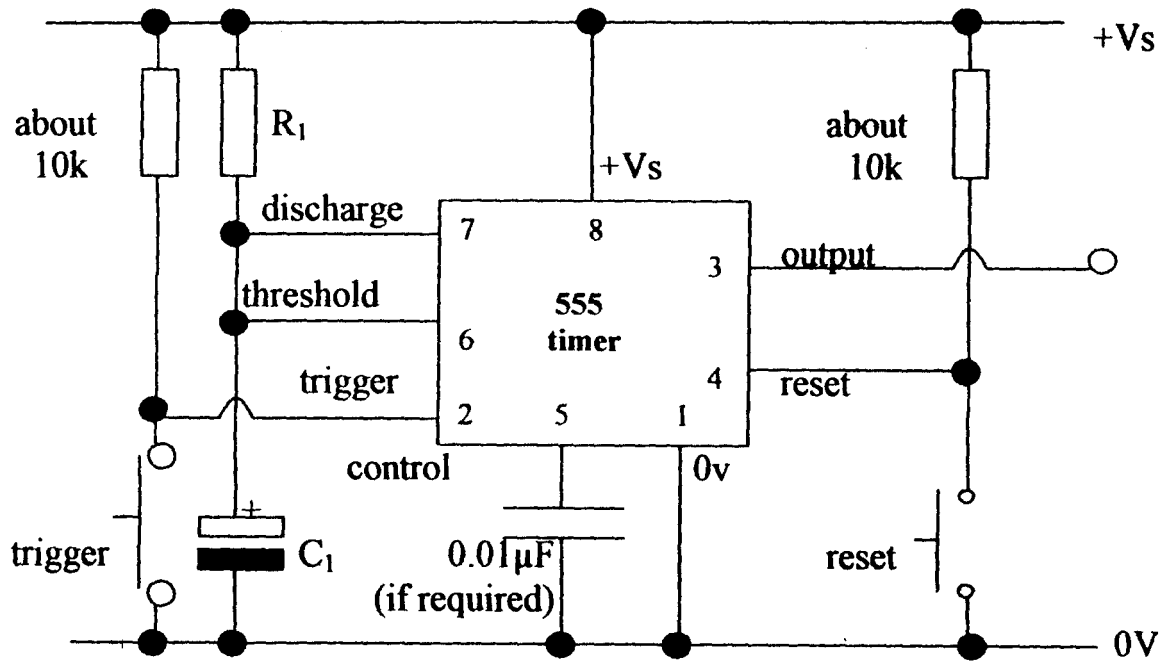 +Vs
about
10k
R₁
about
10k
+Vs
discharge
7
8
3
output
threshold
555
timer
6
4
reset
trigger
2
5
1
control
0v
+
trigger
C₁
0.01µF
(if required)
reset
0V